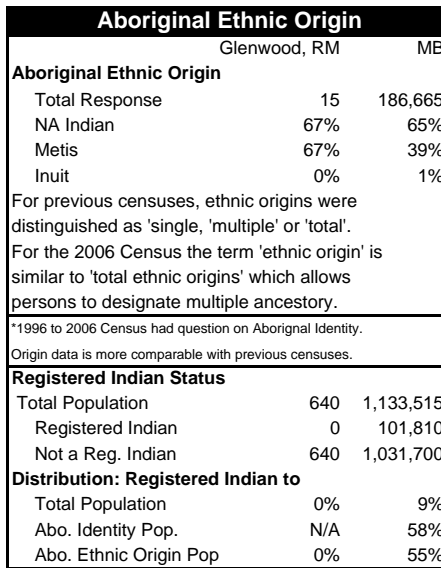 Aboriginal Ethnic Origin
Glenwood, RM MB
Aboriginal Ethnic Origin
Total Response 15 186,665
NA Indian 67% 65%
Metis 67% 39%
Inuit 0% 1%
For previous censuses, ethnic origins were
distinguished as 'single, 'multiple' or 'total'.
For the 2006 Census the term 'ethnic origin' is
similar to 'total ethnic origins' which allows
persons to designate multiple ancestory.
*1996 to 2006 Census had question on Aborignal Identity.
Origin data is more comparable with previous censuses.
Registered Indian Status
Total Population 640 1,133,515
Registered Indian 0 101,810
Not a Reg. Indian 640 1,031,700
Distribution: Registered Indian to
Total Population 0% 9%
Abo. Identity Pop. N/A 58%
Abo. Ethnic Origin Pop 0% 55%